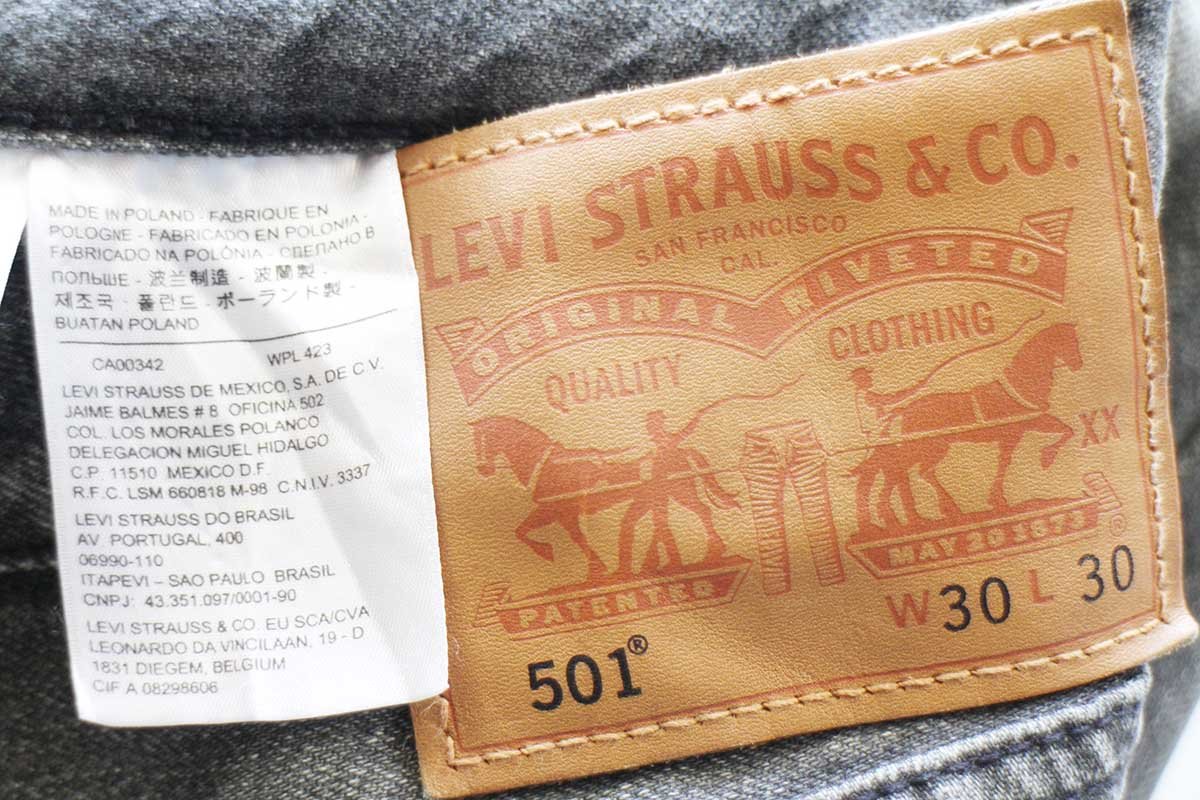 MADE IN POLAND - FABRIQUE EN
POLOGNE - FABRICADO EN POLONIA -
FABRICADO NA POLÓNIA - СДЕЛАНО В
ПОЛЬШЕ - 波兰制造 - 波蘭製 -
제조국 - 폴란드 - ポーランド製 -
BUATAN POLAND
CA00342 WPL 423
LEVI STRAUSS DE MEXICO, S.A. DE C.V.
JAIME BALMES # 8 OFICINA 502
COL. LOS MORALES POLANCO
DELEGACION MIGUEL HIDALGO
C.P. 11510 MEXICO D.F.
R.F.C. LSM 660818 M-98 C.N.I.V. 3337
LEVI STRAUSS DO BRASIL
AV. PORTUGAL, 400
06990-110
ITAPEVI – SAO PAULO BRASIL
CNPJ: 43.351.097/0001-90
LEVI STRAUSS & CO. EU SCA/CVA
LEONARDO DA VINCILAAN, 19 - D
1831 DIEGEM, BELGIUM
CIF A 08298606
LEVI STRAUSS & CO.
SAN FRANCISCO
CAL.
ORIGINAL RIVETED
QUALITY CLOTHING
XX
PATENTED MAY 20 1873 ®
W 30 L 30
501®